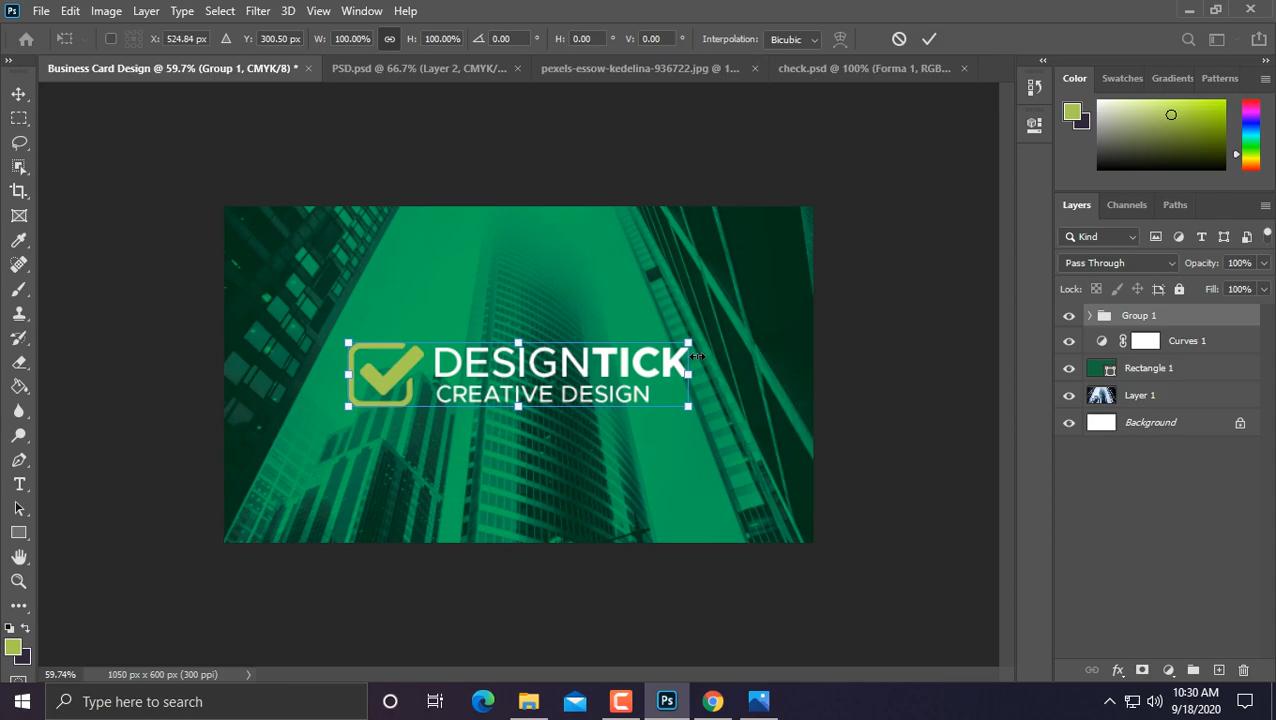 Ps File Edit Image Layer Type Select Filter 3D View Window Help
X: 524.84 px Y: 300.50 px W: 100.00% H: 100.00% 0.00 ° H: 0.00 ° V: 0.00 ° Interpolation: Bicubic
Business Card Design @ 59.7% (Group 1, CMYK/8) * × PSD.psd @ 66.7% (Layer 2, CMYK/... × pexels-essow-kedelina-936722.jpg @ 1... × check.psd @ 100% (Forma 1, RGB... ×
Color Swatches Gradients Patterns
Layers Channels Paths
Kind
Pass Through Opacity: 100%
Lock: Fill: 100%
Group 1
Curves 1
Rectangle 1
Layer 1
Background
DESIGNTICK
CREATIVE DESIGN
59.74% 1050 px x 600 px (300 ppi)
Type here to search
Ps
10:30 AM
9/18/2020